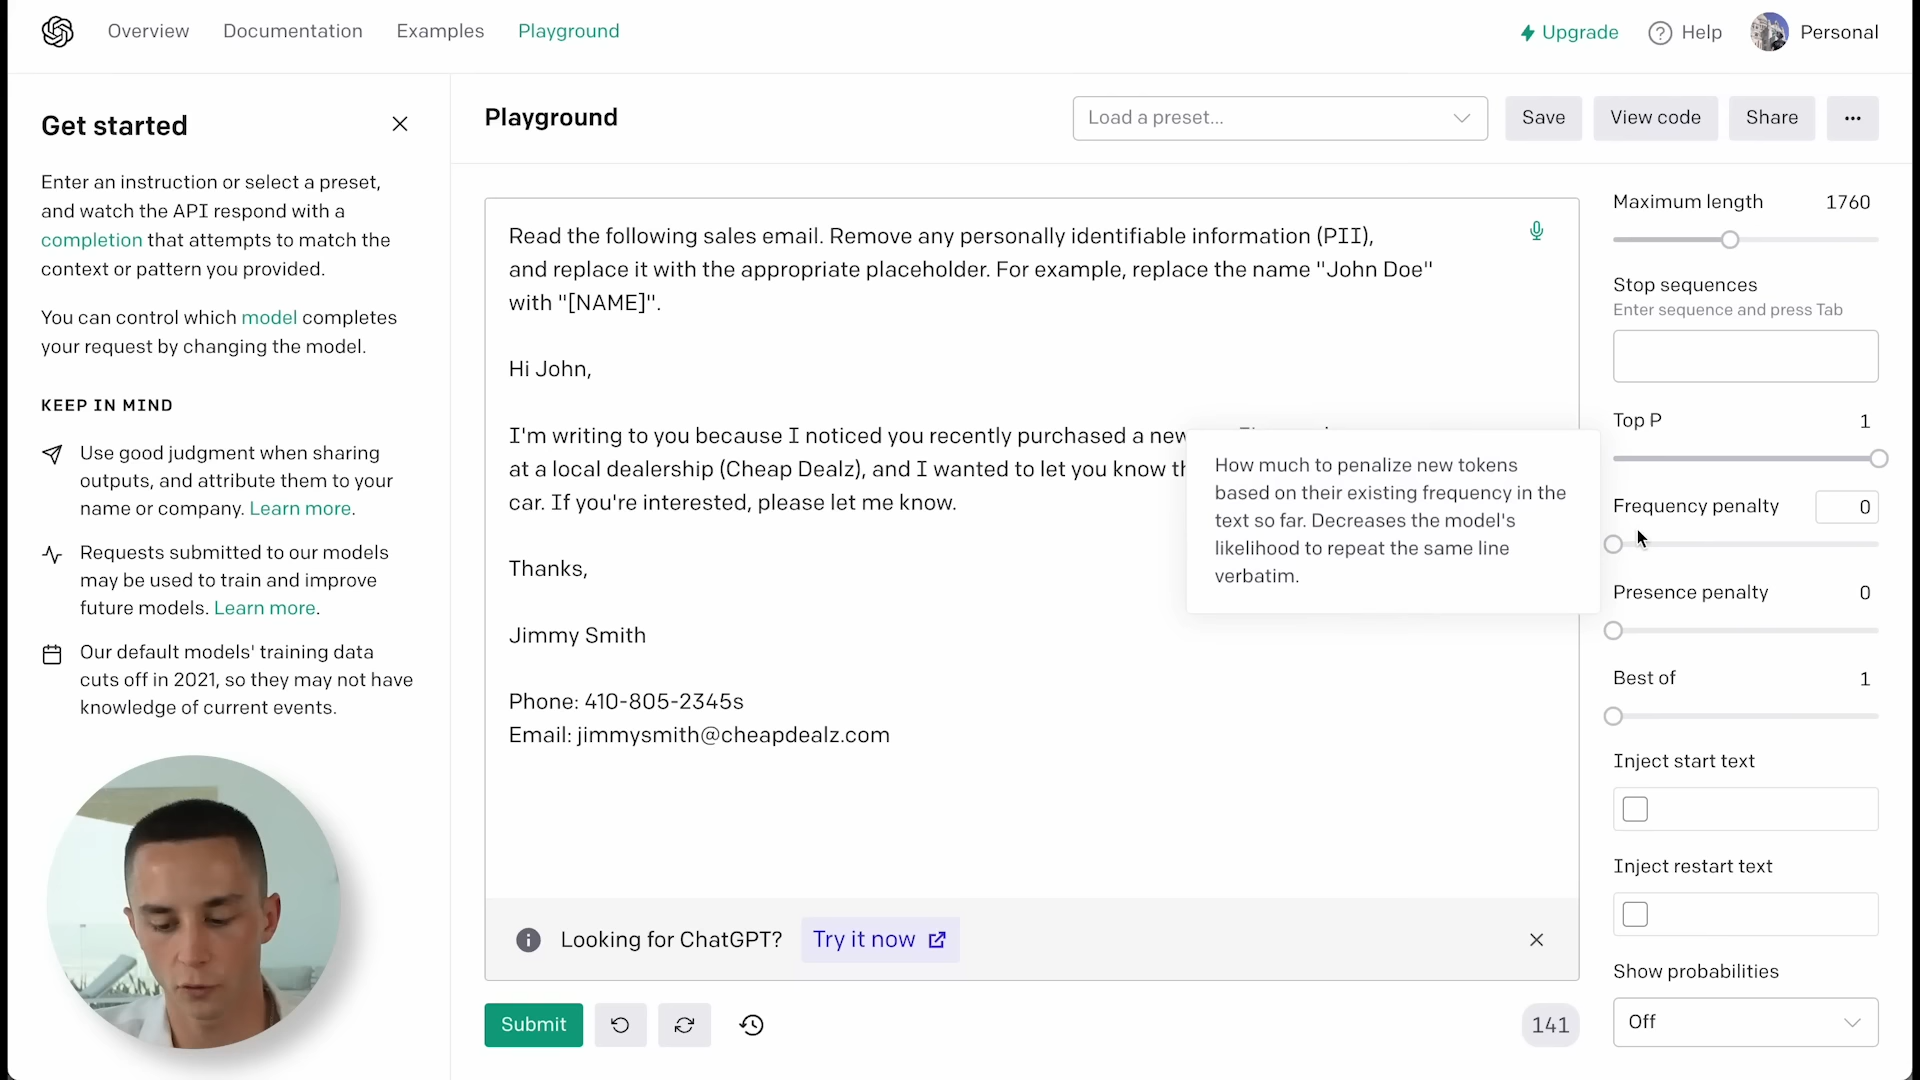 Overview
Documentation
Examples
Playground
Upgrade
Help
Personal
Get started
Enter an instruction or select a preset,
and watch the API respond with a
completion that attempts to match the
context or pattern you provided.
You can control which model completes
your request by changing the model.
KEEP IN MIND
Use good judgment when sharing
outputs, and attribute them to your
name or company. Learn more.
Requests submitted to our models
may be used to train and improve
future models. Learn more.
Our default models' training data
cuts off in 2021, so they may not have
knowledge of current events.
Playground
Load a preset...
Save
View code
Share
Read the following sales email. Remove any personally identifiable information (PII),
and replace it with the appropriate placeholder. For example, replace the name "John Doe"
with "[NAME]".
Hi John,
I'm writing to you because I noticed you recently purchased a new
at a local dealership (Cheap Dealz), and I wanted to let you know
car. If you're interested, please let me know.
Thanks,
Jimmy Smith
Phone: 410-805-2345s
Email: jimmysmith@cheapdealz.com
How much to penalize new tokens
based on their existing frequency in the
text so far. Decreases the model's
likelihood to repeat the same line
verbatim.
Looking for ChatGPT? Try it now
Submit
141
Maximum length 1760
Stop sequences
Enter sequence and press Tab
Top P 1
Frequency penalty 0
Presence penalty 0
Best of 1
Inject start text
Inject restart text
Show probabilities
Off